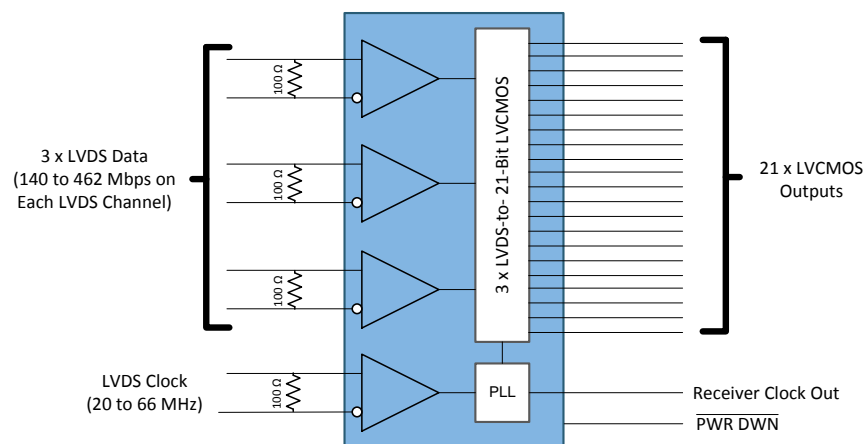 100 Ω
100 Ω
100 Ω
100 Ω
3 x LVDS Data
(140 to 462 Mbps on
Each LVDS Channel)
LVDS Clock
(20 to 66 MHz)
3 x LVDS-to- 21-Bit LVCMOS
PLL
21 x LVCMOS
Outputs
Receiver Clock Out
PWR DWN